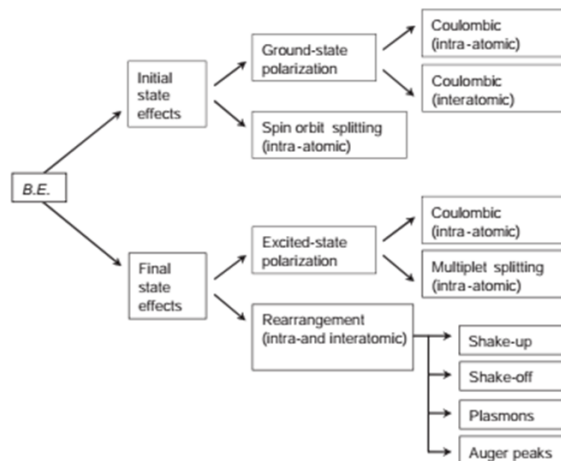 Coulombic
(intra-atomic)
Ground-state
polarization
Initial
state
effects
Coulombic
(interatomic)
Spin orbit splitting
(intra-atomic)
B.E.
Coulombic
(intra-atomic)
Excited-state
polarization
Final
state
effects
Multiplet splitting
(intra-atomic)
Rearrangement
(intra-and interatomic)
Shake-up
Shake-off
Plasmons
Auger peaks